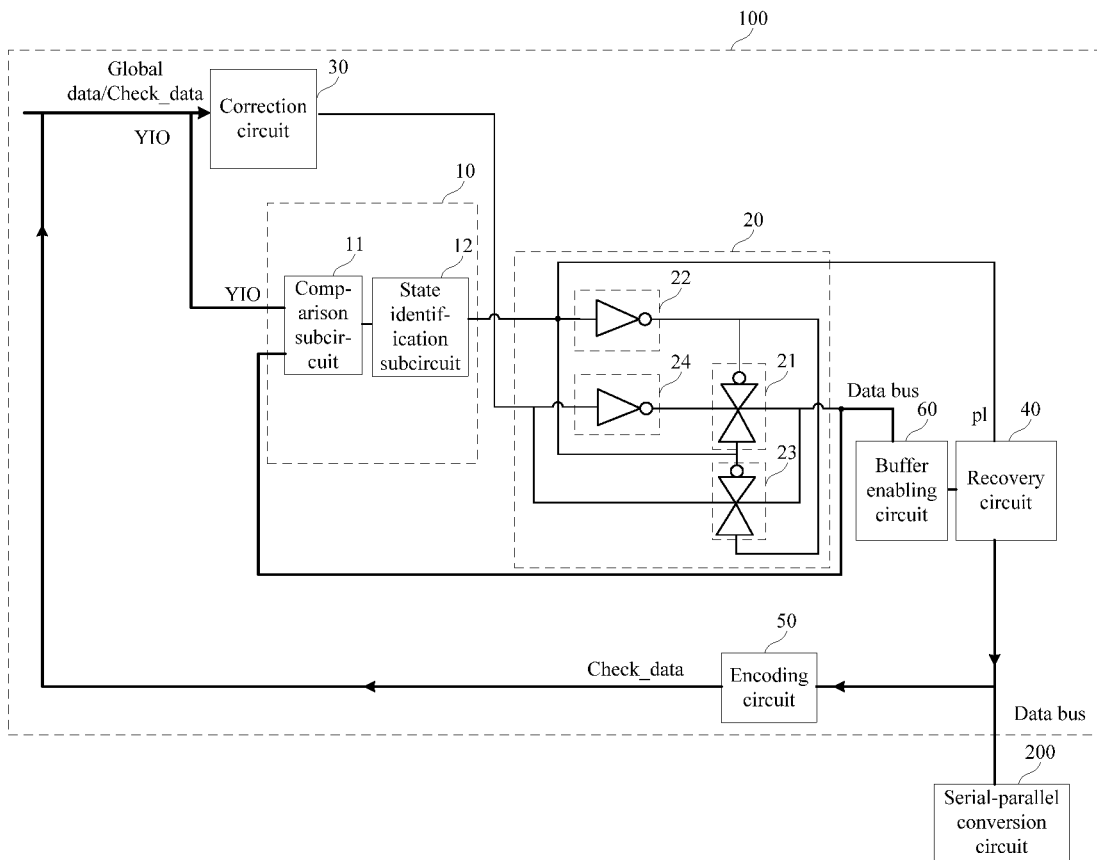 100
Global
data/Check_data
YIO
30
Correction
circuit
10
11
12
YIO
Comp-
arison
subcir-
cuit
State
identif-
ication
subcircuit
20
22
24
21
23
Data bus
60
pl
40
Buffer
enabling
circuit
Recovery
circuit
50
Check_data
Encoding
circuit
Data bus
200
Serial-parallel
conversion
circuit